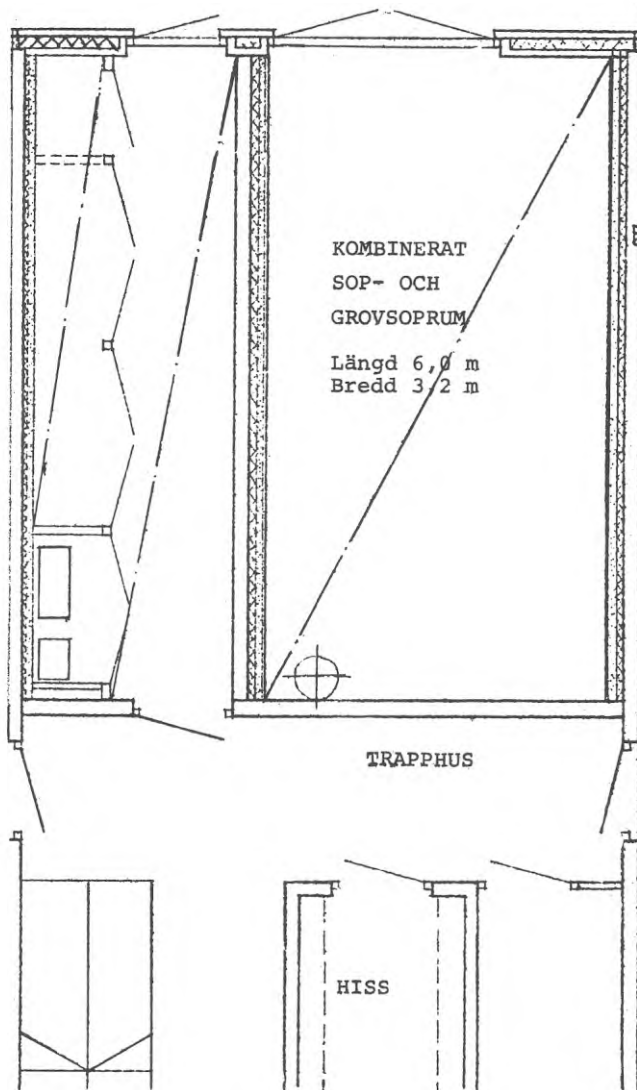 KOMBINERAT
SOP- OCH
GROVSOPRUM
Längd 6,0 m
Bredd 3,2 m
TRAPPHUS
HISS